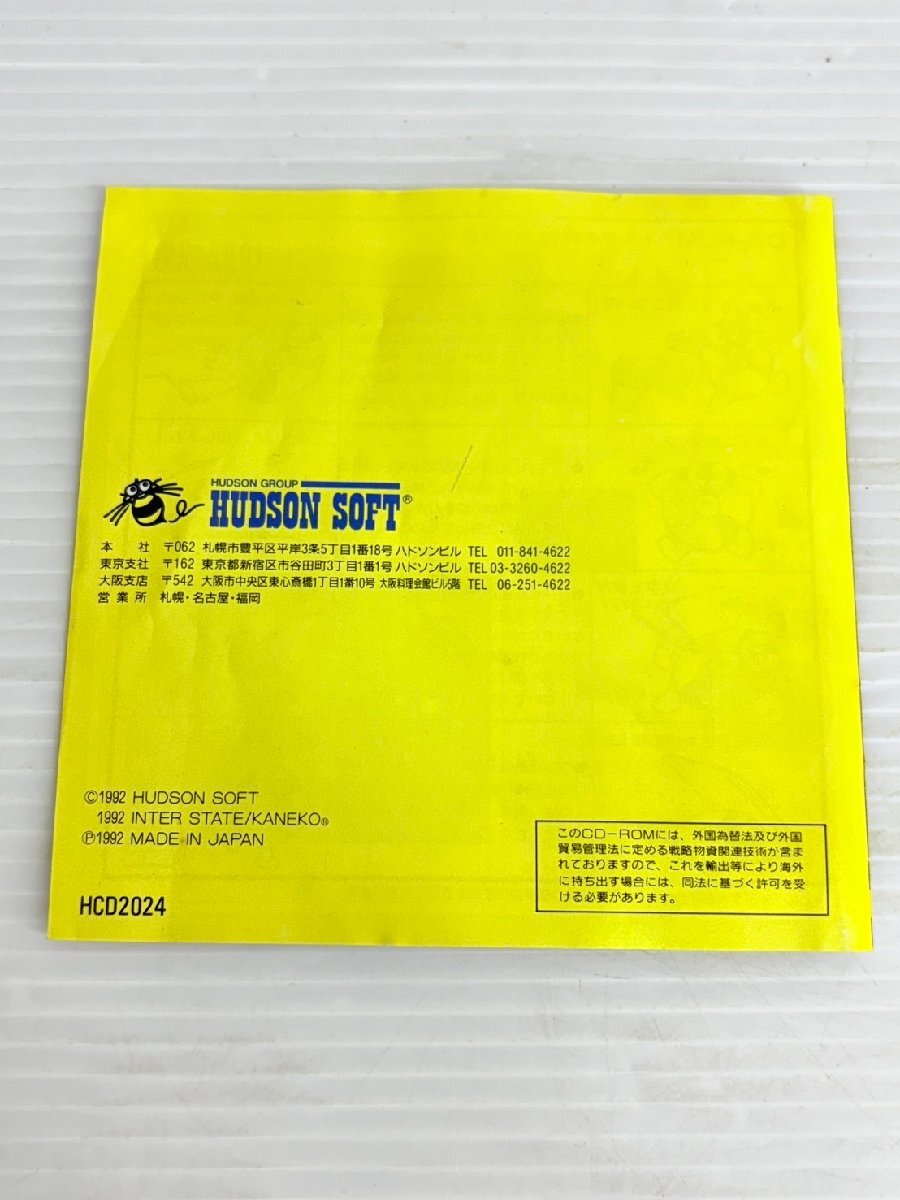 HUDSON GROUP
HUDSON SOFT®
本 社 〒062 札幌市豊平区平岸3条5丁目1番18号 ハドソンビル TEL 011-841-4622
東京支社 〒162 東京都新宿区市谷田町3丁目1番1号 ハドソンビル TEL 03-3260-4622
大阪支店 〒542 大阪市中央区東心斎橋1丁目1番10号 大阪料理会館ビル5階 TEL 06-251-4622
営業所 札幌・名古屋・福岡
©1992 HUDSON SOFT
1992 INTER STATE/KANEKO®
℗1992 MADE IN JAPAN
HCD2024
このCD-ROMには、外国為替法及び外国
貿易管理法に定める戦略物資関連技術が含ま
れておりますので、これを輸出等により海外
に持ち出す場合には、同法に基づく許可を受
ける必要があります。